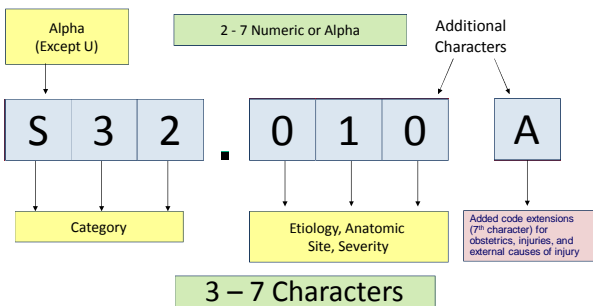 Alpha
(Except U)
2 - 7 Numeric or Alpha
Additional
Characters
S 3 2 . 0 1 0 A
Category
Etiology, Anatomic
Site, Severity
Added code extensions
(7th character) for
obstetrics, injuries, and
external causes of injury
3 – 7 Characters